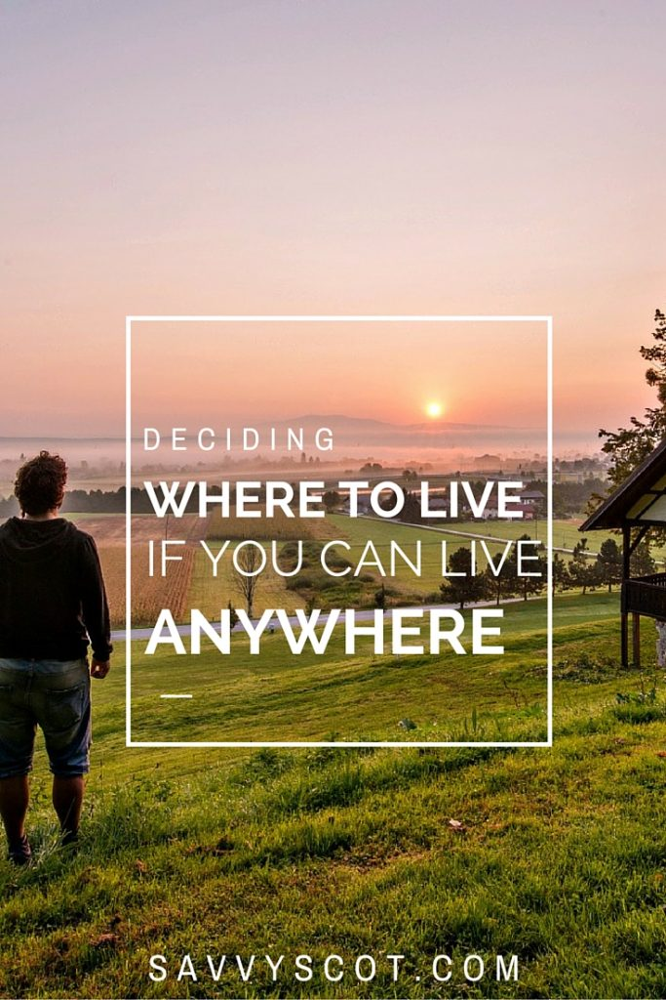 DECIDING
WHERE TO LIVE
IF YOU CAN LIVE
ANYWHERE
SAVVYSCOT.COM